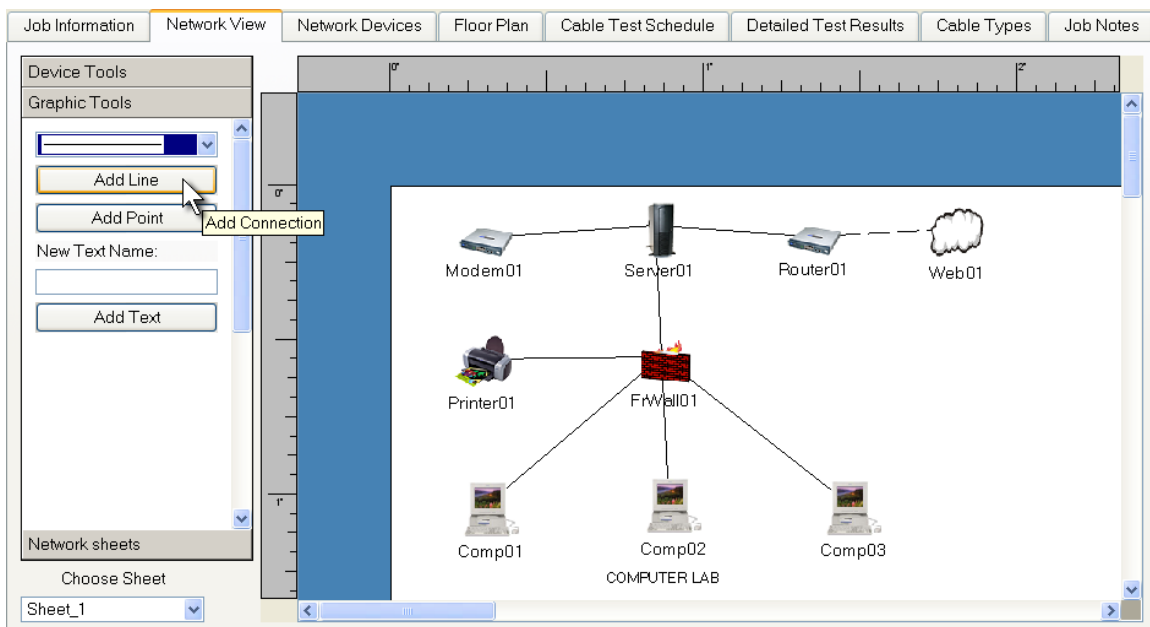 Job Information
Network View
Network Devices
Floor Plan
Cable Test Schedule
Detailed Test Results
Cable Types
Job Notes
Device Tools
Graphic Tools
Add Line
Add Point
Add Connection
New Text Name:
Add Text
Network sheets
Choose Sheet
Sheet_1
0"
1"
2"
0"
1"
Modem01
Server01
Router01
Web01
Printer01
FrWall01
Comp01
Comp02
Comp03
COMPUTER LAB